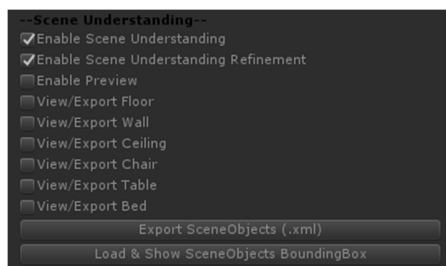 --Scene Understanding--
Enable Scene Understanding
Enable Scene Understanding Refinement
Enable Preview
View/Export Floor
View/Export Wall
View/Export Ceiling
View/Export Chair
View/Export Table
View/Export Bed
Export SceneObjects (.xml)
Load & Show SceneObjects BoundingBox